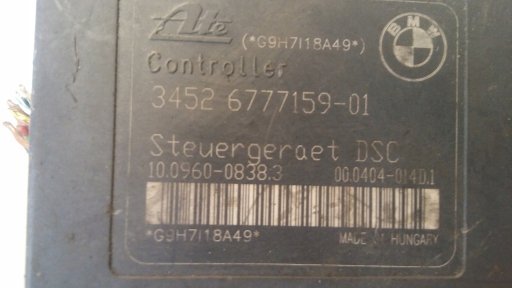 Ate (*G9H7I18A49*) BMW
Controller
3452 6777159-01
Steuergeraet DSC
10.0960-0838.3 00.0404-014D.1
*G9H7I18A49* MADE IN HUNGARY